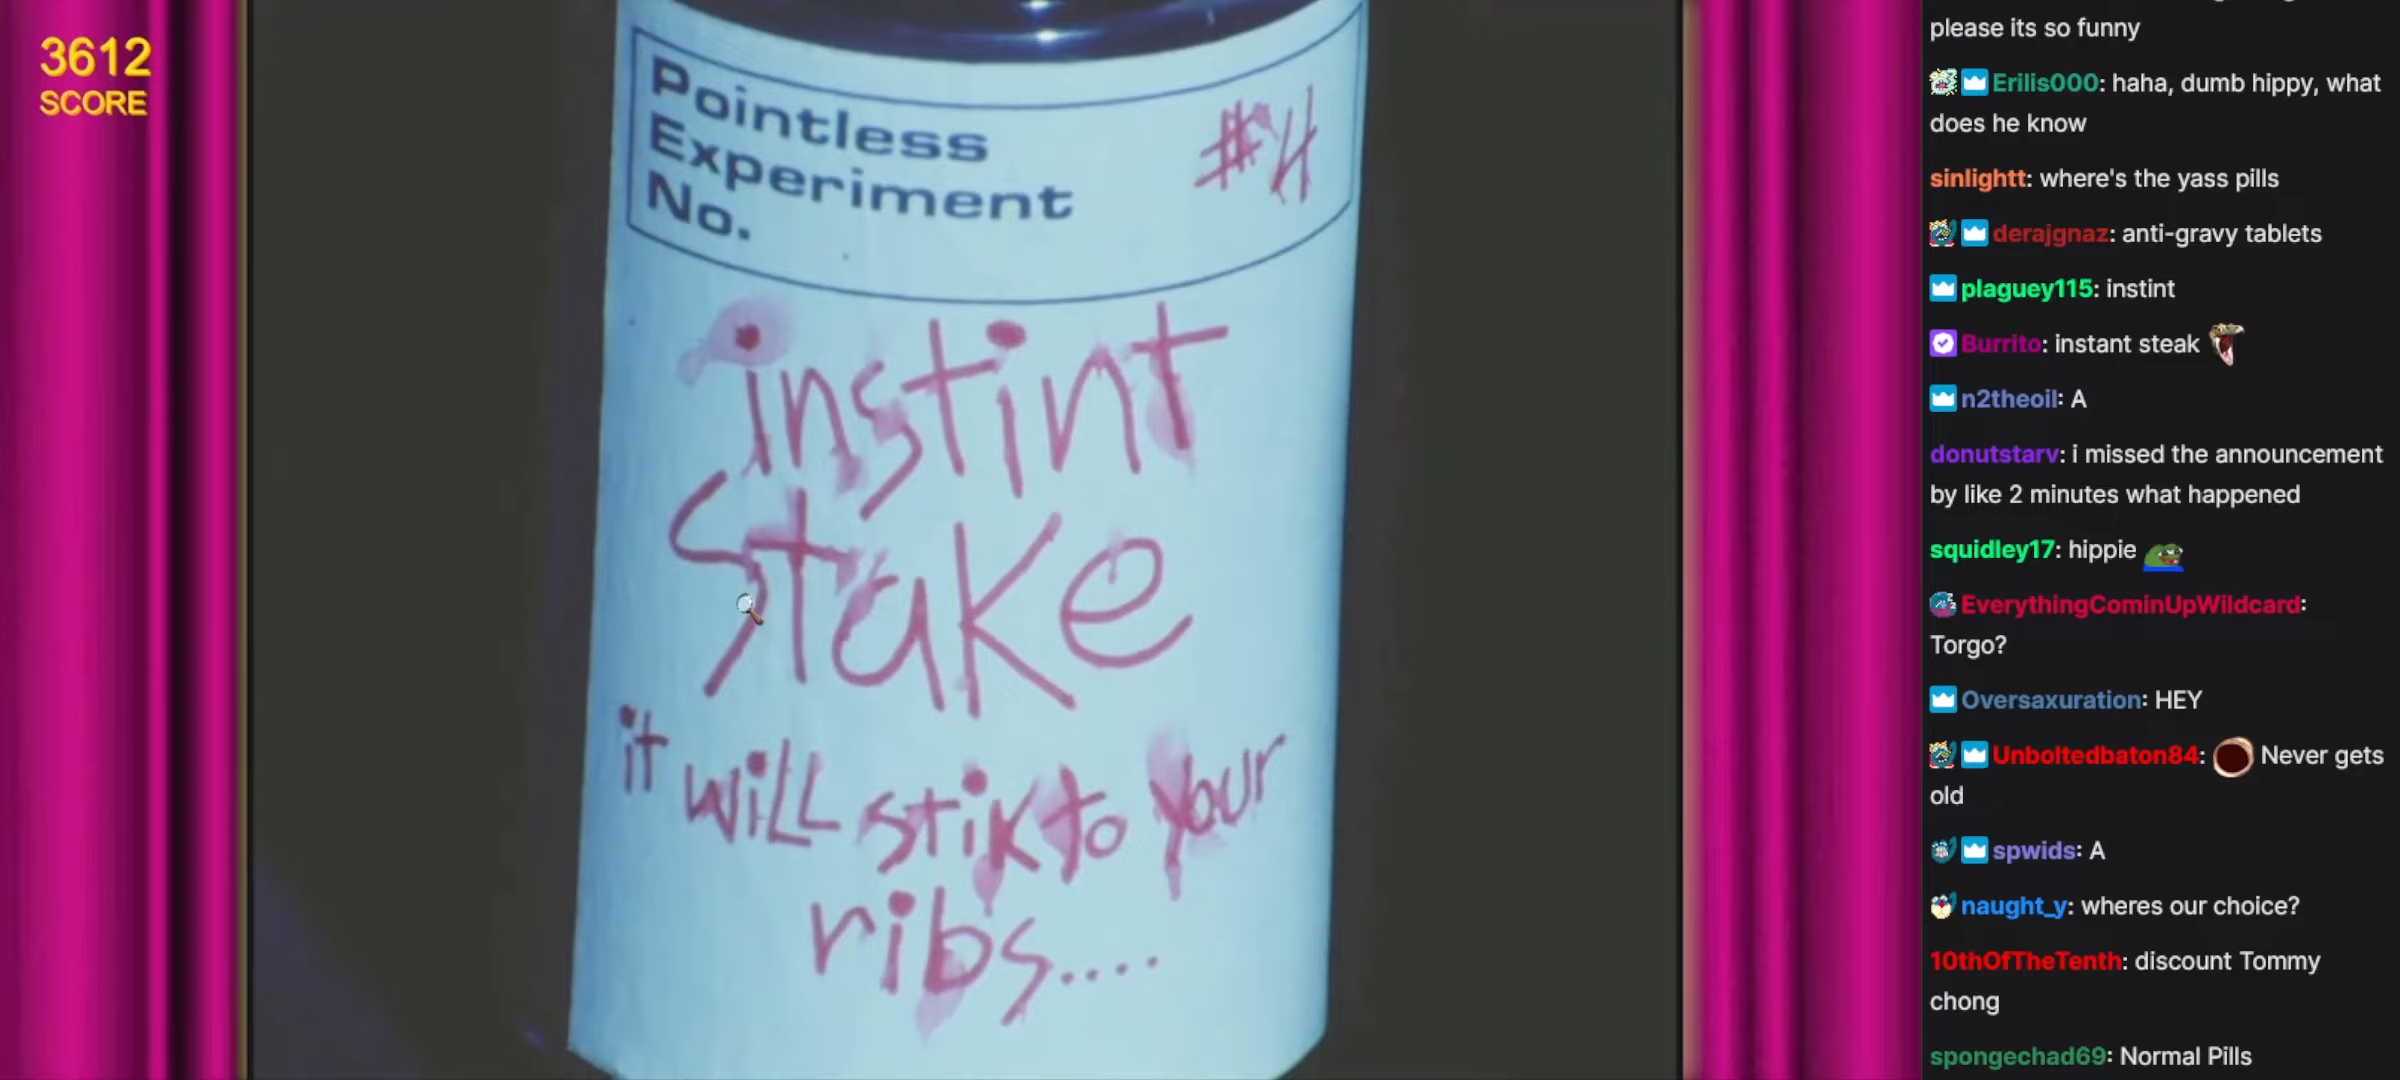 3612
SCORE
Pointless
Experiment
No.
#4
instint
stake
it will stik to your
ribs....
please its so funny
Erilis000: haha, dumb hippy, what
does he know
sinlightt: where's the yass pills
derajgnaz: anti-gravy tablets
plaguey115: instint
Burrito: instant steak
n2theoil: A
donutstarv: i missed the announcement
by like 2 minutes what happened
squidley17: hippie
EverythingCominUpWildcard:
Torgo?
Oversaxuration: HEY
Unboltedbaton84: Never gets
old
spwids: A
naught_y: wheres our choice?
10thOfTheTenth: discount Tommy
chong
spongechad69: Normal Pills